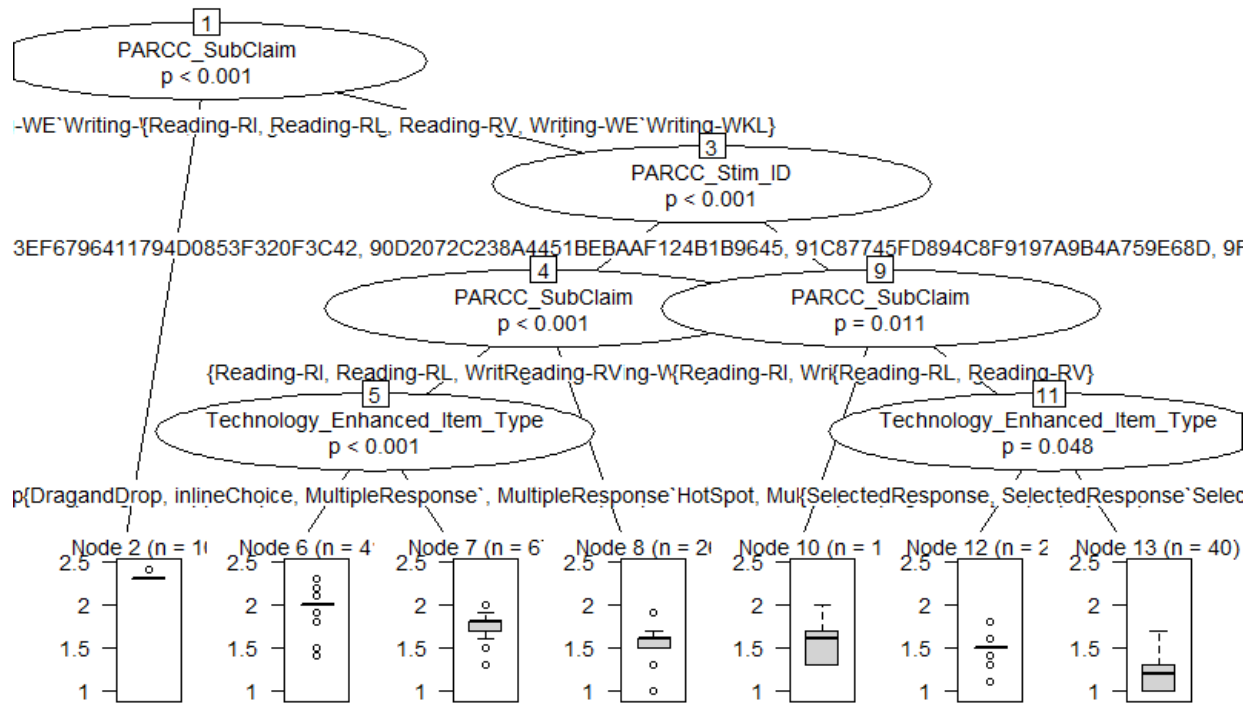 1
PARCC_SubClaim
p < 0.001
-WE`Writing-
{Reading-RI, Reading-RL, Reading-RV, Writing-WE`Writing-WKL}
3
PARCC_Stim_ID
p < 0.001
3EF6796411794D0853F320F3C42, 90D2072C238A4451BEBAAF124B1B9645, 91C87745FD894C8F9197A9B4A759E68D, 9F
4
PARCC_SubClaim
p < 0.001
9
PARCC_SubClaim
p = 0.011
{Reading-RI, Reading-RL, Writ
Reading-RV
ing-W
{Reading-RI, Wri
{Reading-RL, Reading-RV}
5
Technology_Enhanced_Item_Type
p < 0.001
11
Technology_Enhanced_Item_Type
p = 0.048
p{DragandDrop, inlineChoice, MultipleResponse`, MultipleResponse`HotSpot, Mul
{SelectedResponse, SelectedResponse`Selec
Node 2 (n = 1
Node 6 (n = 4
Node 7 (n = 6
Node 8 (n = 2
Node 10 (n = 1
Node 12 (n = 2
Node 13 (n = 40)
2.5 2.5 2.5 2.5 2.5 2.5 2.5
2 2 2 2 2 2 2
1.5 1.5 1.5 1.5 1.5 1.5 1.5
1 1 1 1 1 1 1